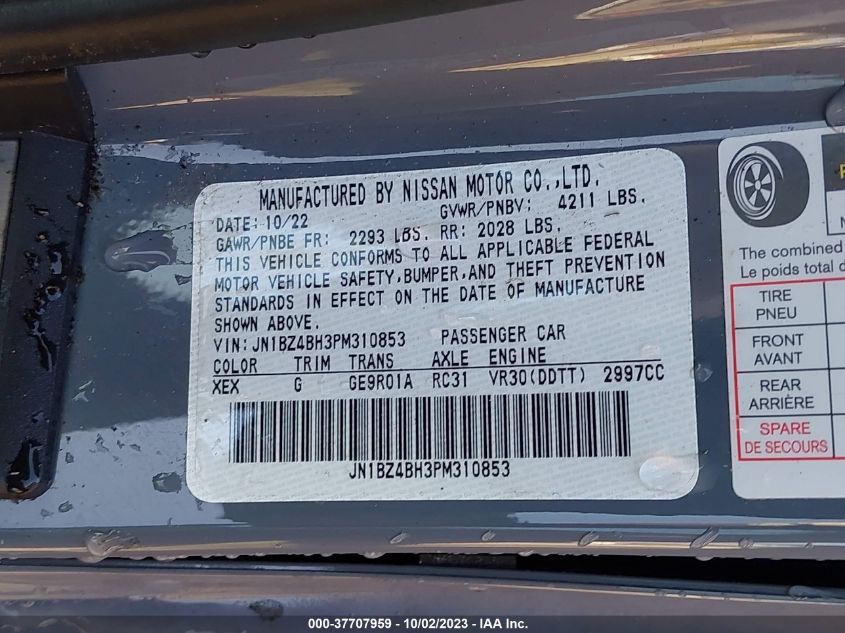 MANUFACTURED BY NISSAN MOTOR CO.,LTD.
DATE: 10/22 GVWR/PNBV: 4211 LBS.
GAWR/PNBE FR: 2293 LBS. RR: 2028 LBS.
THIS VEHICLE CONFORMS TO ALL APPLICABLE FEDERAL
MOTOR VEHICLE SAFETY,BUMPER,AND THEFT PREVENTION
STANDARDS IN EFFECT ON THE DATE OF MANUFACTURE
SHOWN ABOVE.
VIN:JN1BZ4BH3PM310853 PASSENGER CAR
COLOR TRIM TRANS AXLE ENGINE
XEX G GE9R01A RC31 VR30(DDTT) 2997CC
JN1BZ4BH3PM310853
The combined
Le poids total d
TIRE
PNEU
FRONT
AVANT
REAR
ARRIÈRE
SPARE
DE SECOURS
000-37707959 - 10/02/2023 - IAA Inc.